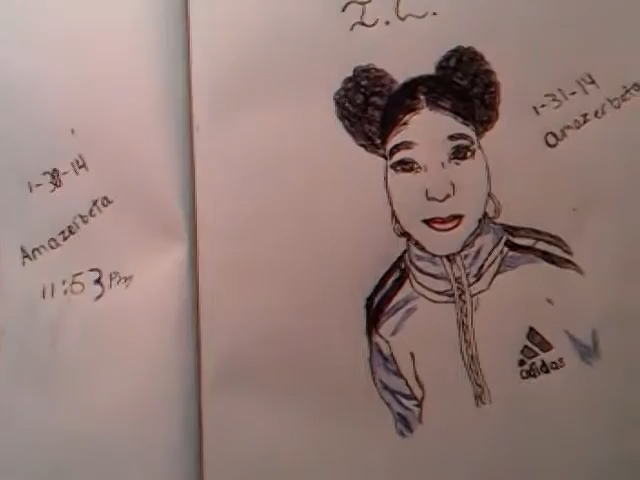 1-30-14
Amazerbeta
11:53 Pm
I.L.
1-31-14
amazerbeta
adidas